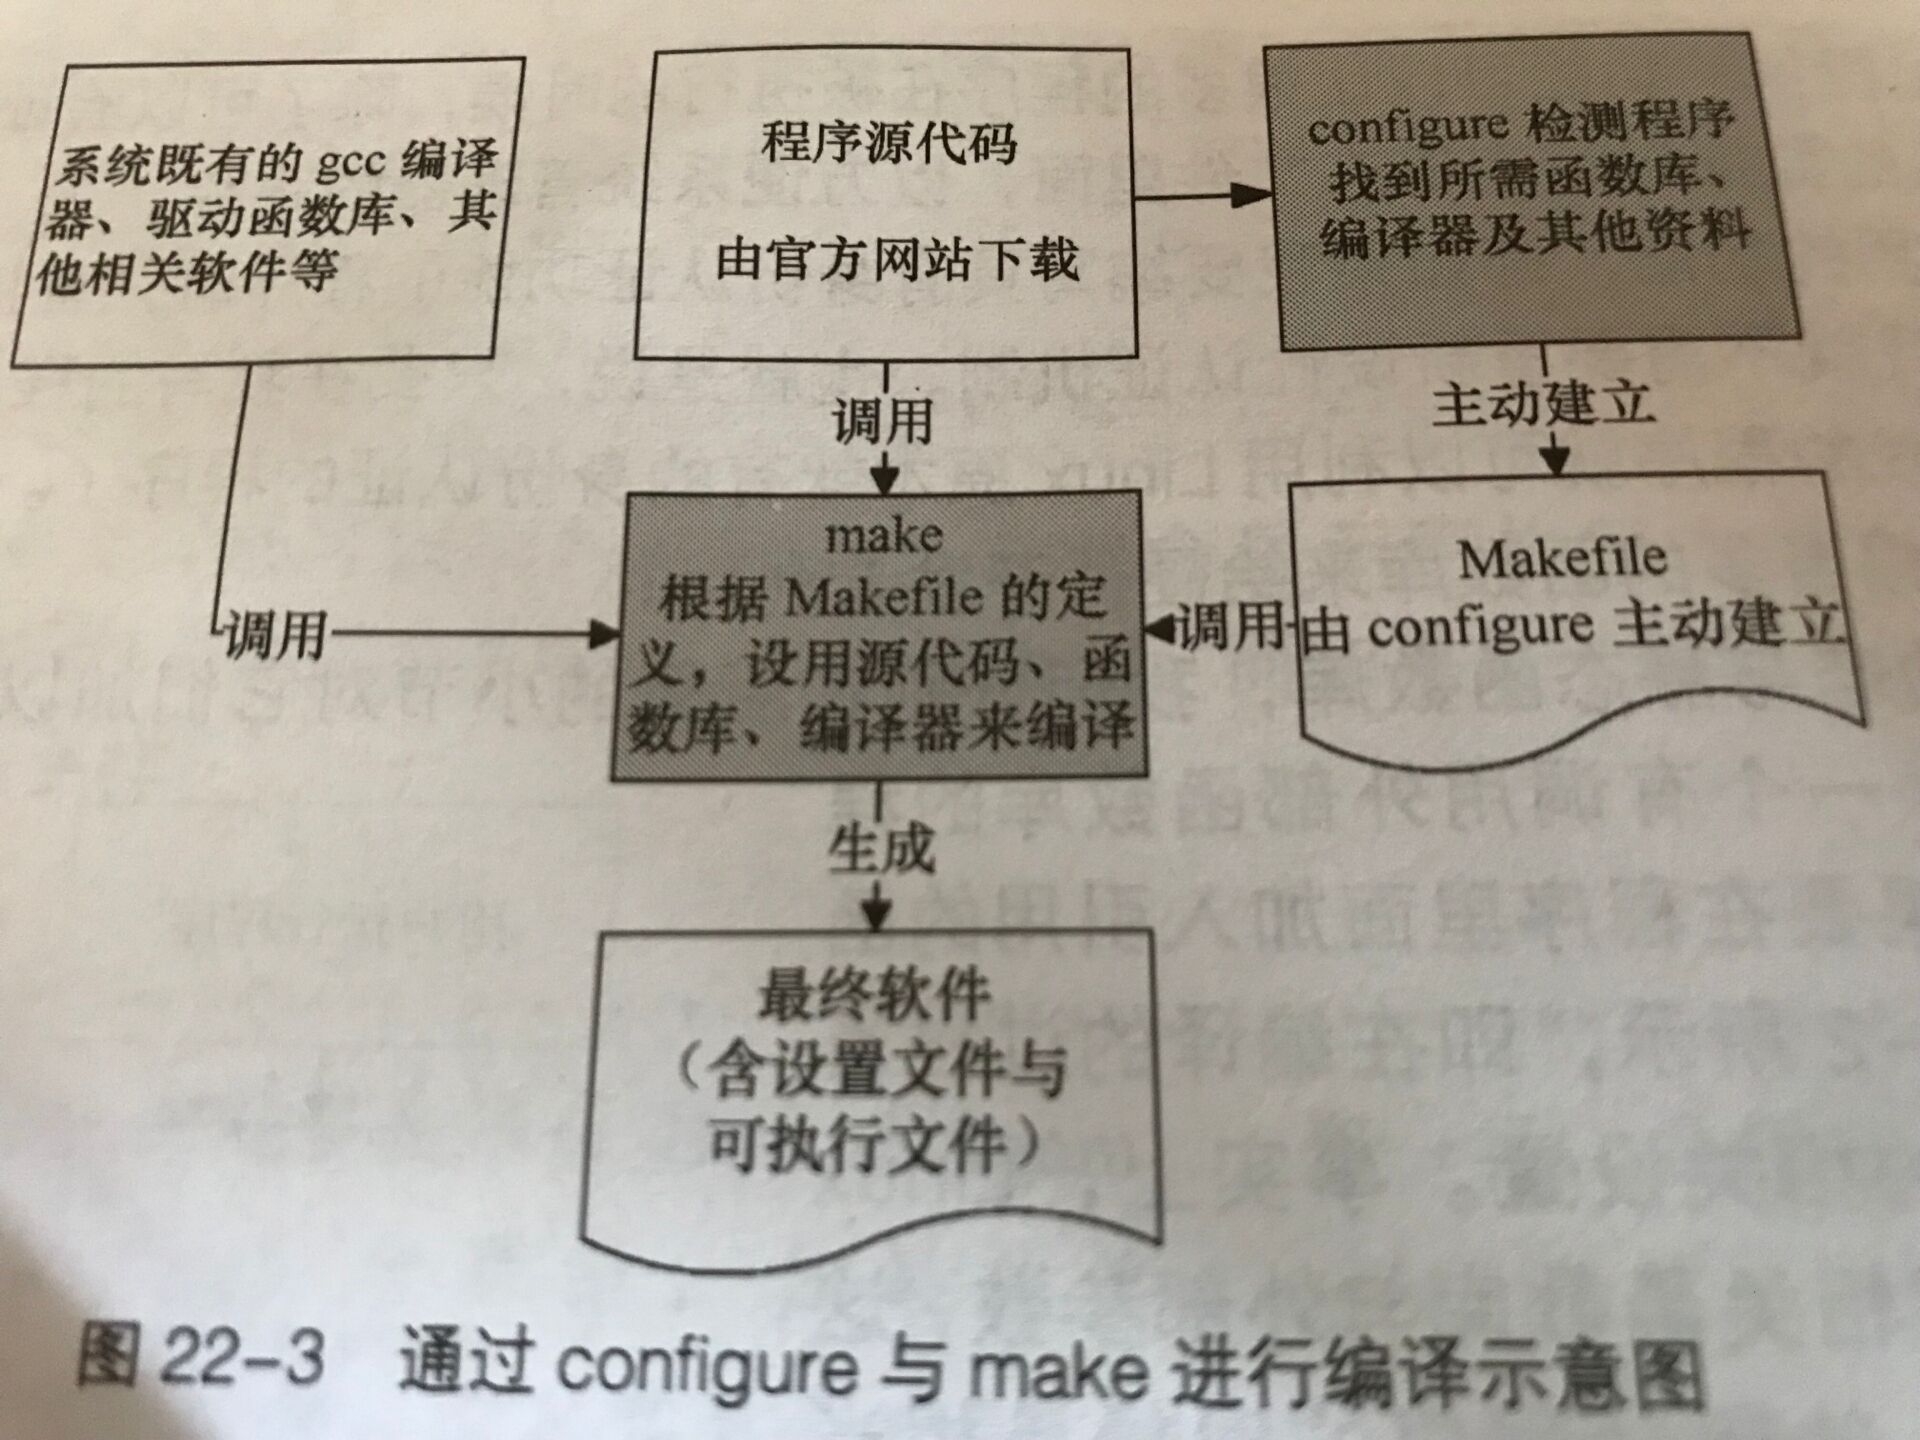 系统既有的 gcc 编译
器、驱动函数库、其
他相关软件等
程序源代码
由官方网站下载
configure 检测程序
找到所需函数库、
编译器及其他资料
调用
主动建立
make
根据 Makefile 的定
义，设用源代码、函
数库、编译器来编译
Makefile
由 configure 主动建立
调用
调用
生成
最终软件
（含设置文件与
可执行文件）
图 22-3 通过 configure 与 make 进行编译示意图